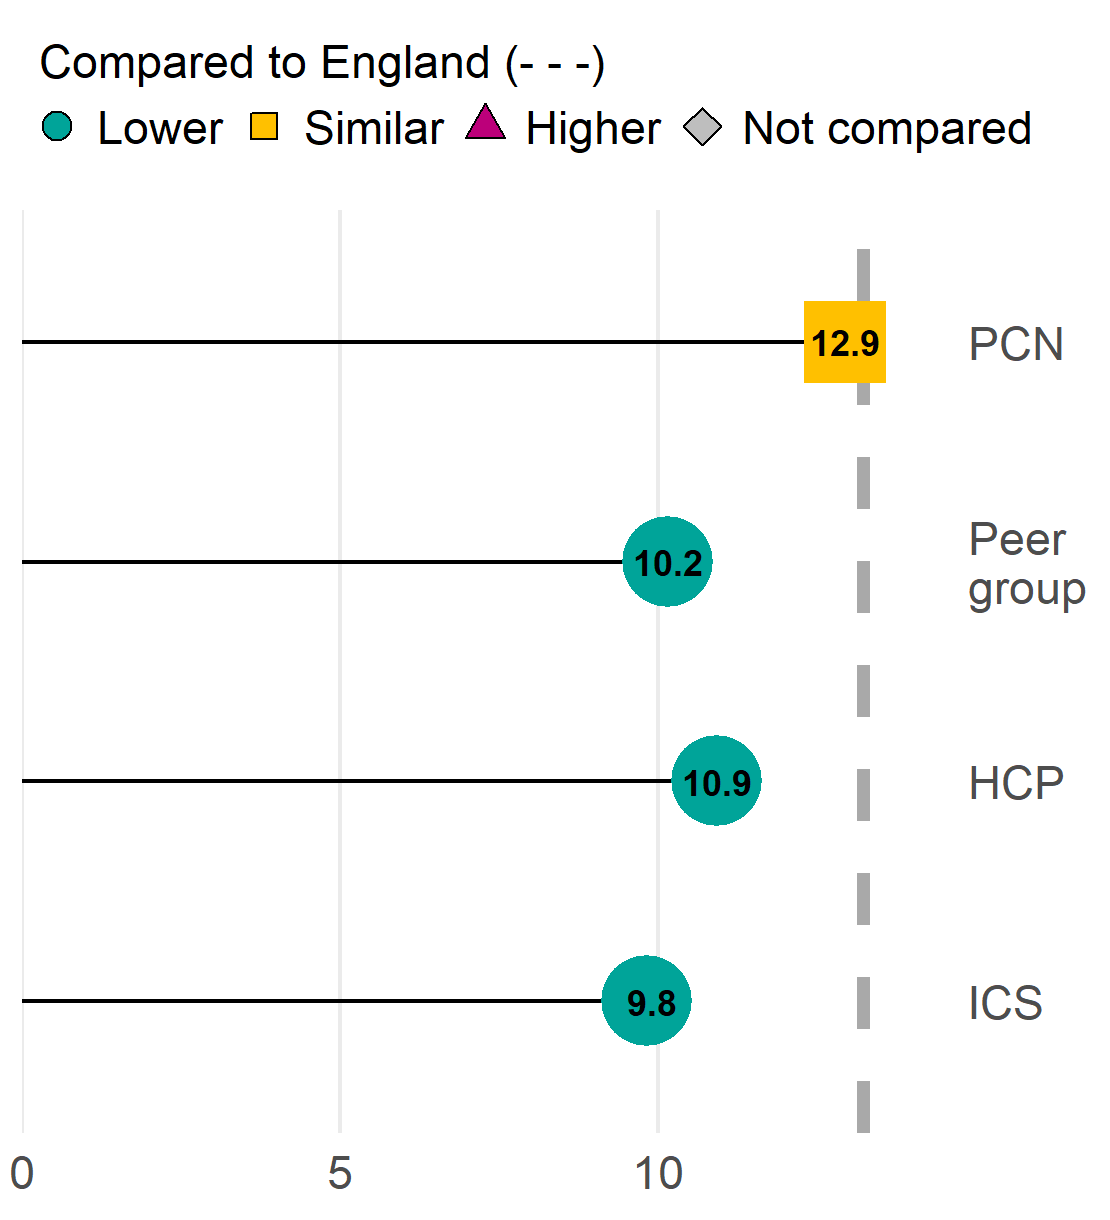 Compared to England (- - -)
Lower Similar Higher Not compared
12.9 PCN
10.2 Peer
group
10.9 HCP
9.8 ICS
0 5 10